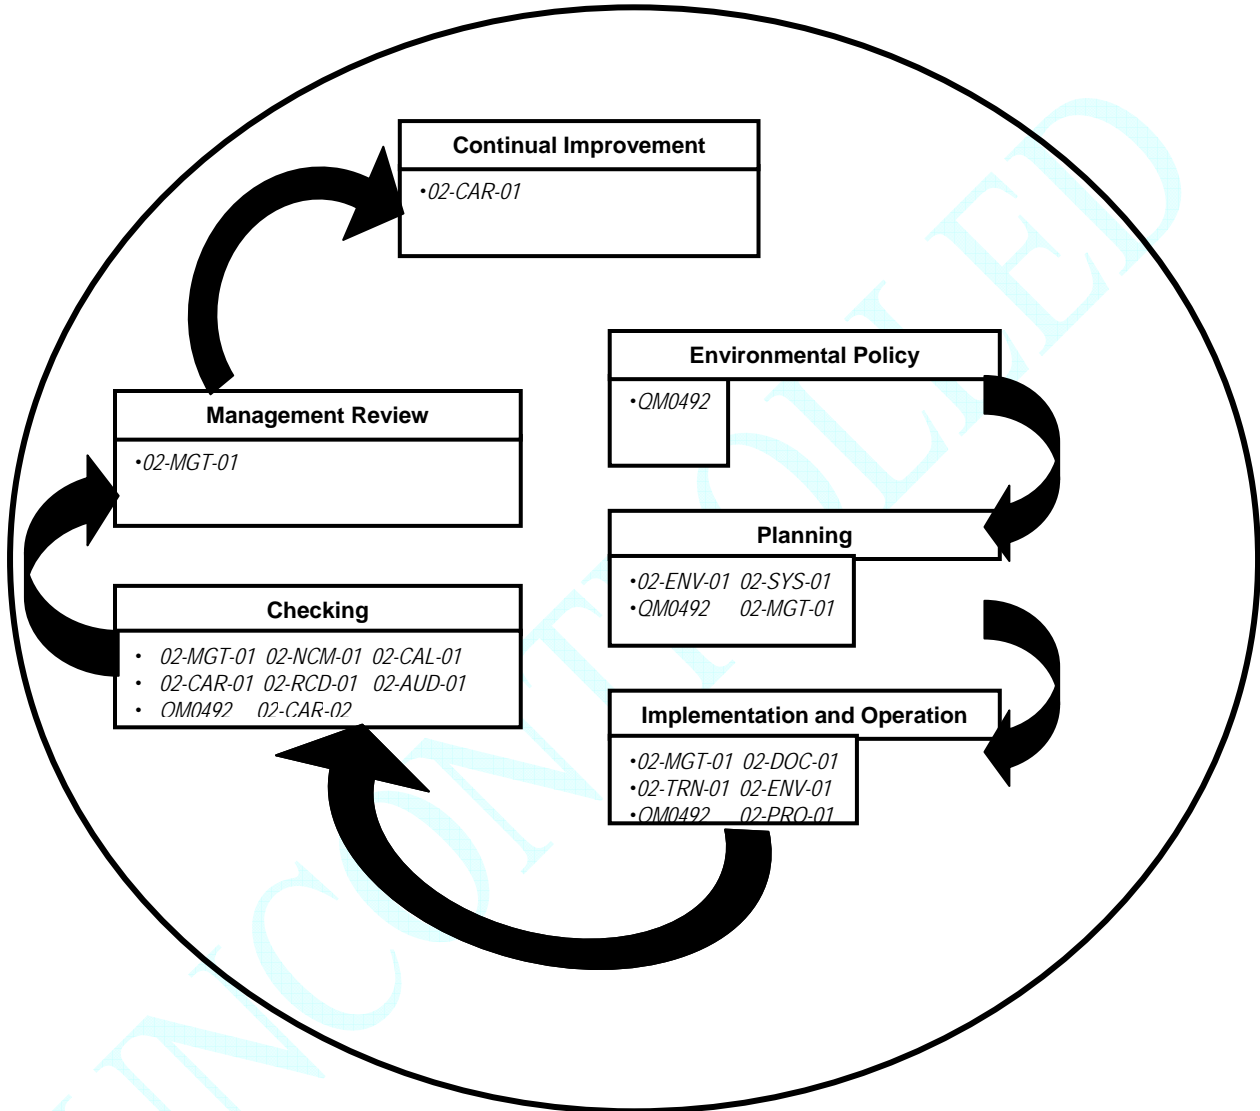 Continual Improvement
•02-CAR-01
Environmental Policy
•QM0492
Management Review
•02-MGT-01
Planning
•02-ENV-01 02-SYS-01
•QM0492 02-MGT-01
Checking
• 02-MGT-01 02-NCM-01 02-CAL-01
• 02-CAR-01 02-RCD-01 02-AUD-01
• QM0492 02-CAR-02
Implementation and Operation
•02-MGT-01 02-DOC-01
•02-TRN-01 02-ENV-01
•QM0492 02-PRO-01
UNCONTROLLED